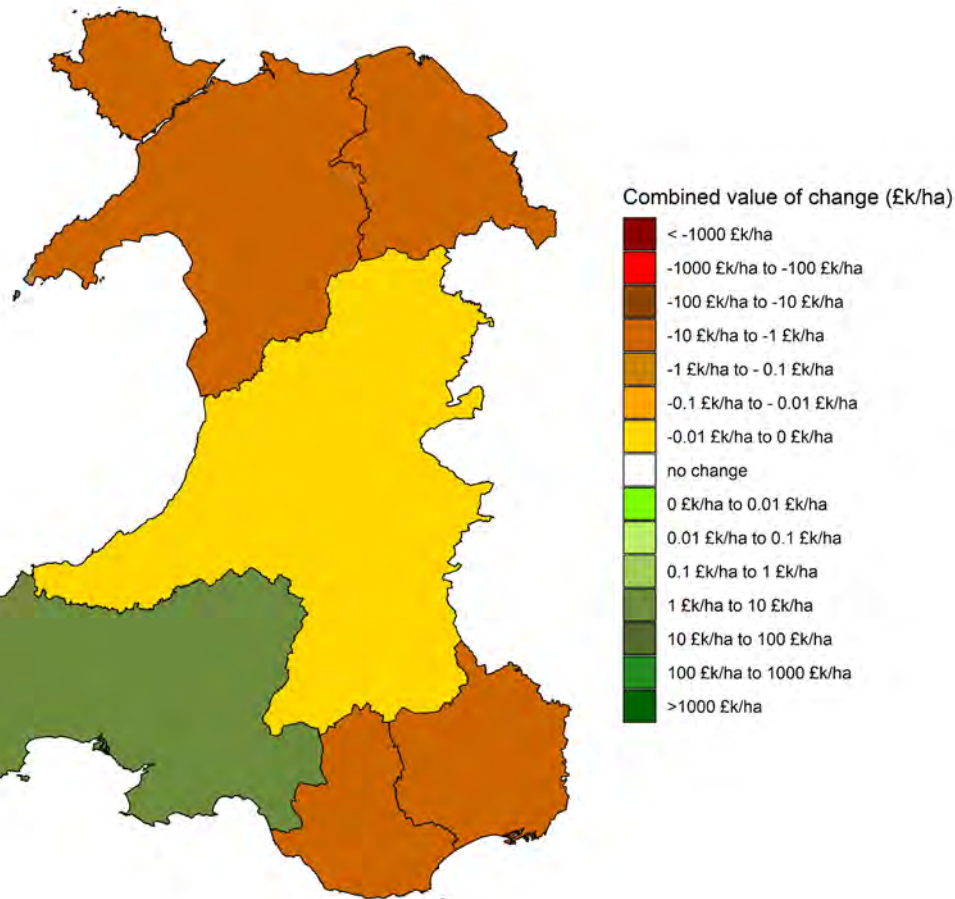 Combined value of change (£k/ha)
< -1000 £k/ha
-1000 £k/ha to -100 £k/ha
-100 £k/ha to -10 £k/ha
-10 £k/ha to -1 £k/ha
-1 £k/ha to - 0.1 £k/ha
-0.1 £k/ha to - 0.01 £k/ha
-0.01 £k/ha to 0 £k/ha
no change
0 £k/ha to 0.01 £k/ha
0.01 £k/ha to 0.1 £k/ha
0.1 £k/ha to 1 £k/ha
1 £k/ha to 10 £k/ha
10 £k/ha to 100 £k/ha
100 £k/ha to 1000 £k/ha
>1000 £k/ha